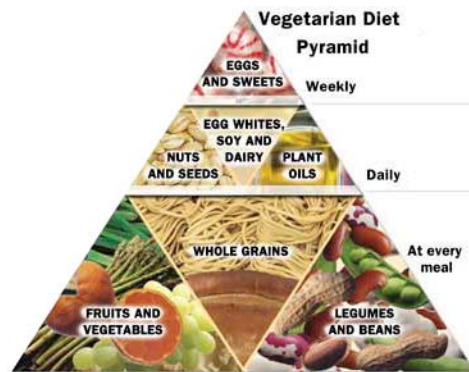 Vegetarian Diet
Pyramid
EGGS
AND SWEETS
Weekly
EGG WHITES,
SOY AND
DAIRY
NUTS
AND SEEDS
PLANT
OILS
Daily
WHOLE GRAINS
At every
meal
FRUITS AND
VEGETABLES
LEGUMES
AND BEANS